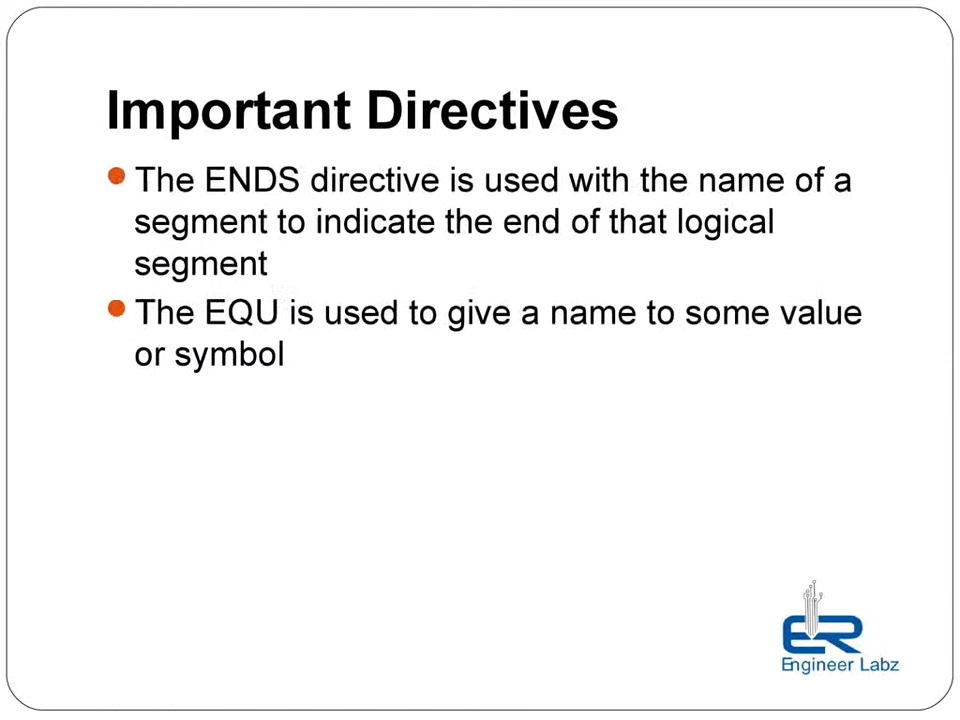 Important Directives
The ENDS directive is used with the name of a
segment to indicate the end of that logical
segment
The EQU is used to give a name to some value
or symbol
ER
Engineer Labz